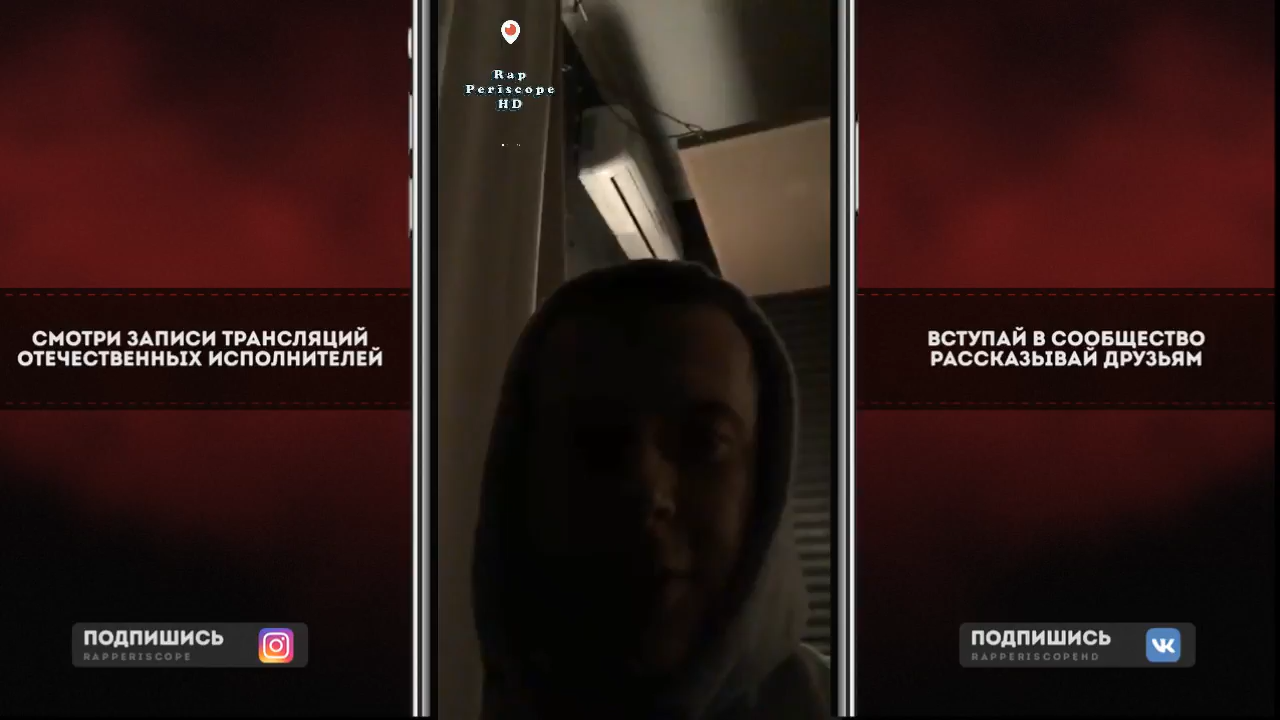 Rap
Periscope
HD
СМОТРИ ЗАПИСИ ТРАНСЛЯЦИЙ
ОТЕЧЕСТВЕННЫХ ИСПОЛНИТЕЛЕЙ
ВСТУПАЙ В СООБЩЕСТВО
РАССКАЗЫВАЙ ДРУЗЬЯМ
ПОДПИШИСЬ
RAPPERISCOPE
ПОДПИШИСЬ
RAPPERISCOPEHD